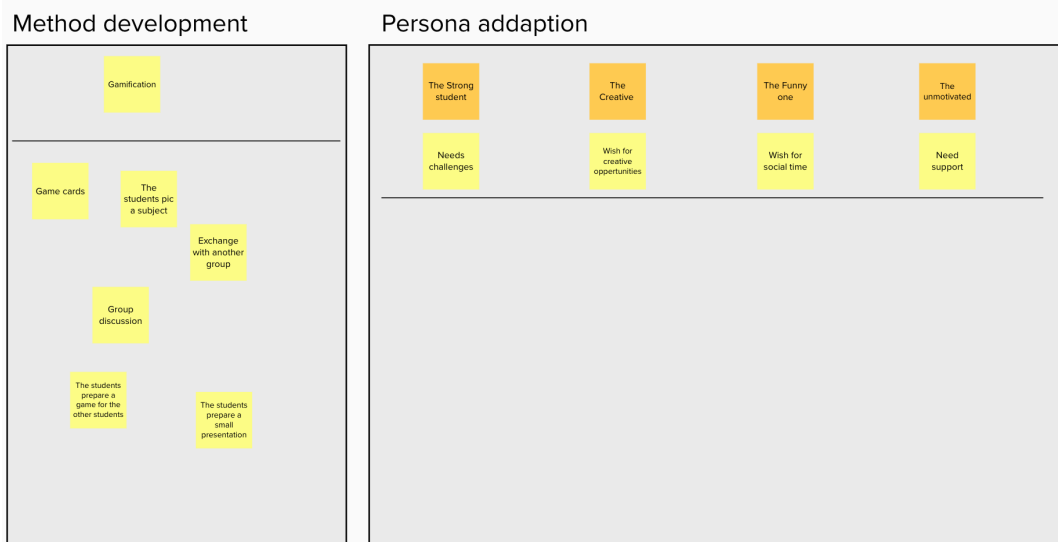 Method development
Persona addaption
Gamification
Game cards
The
students pic
a subject
Exchange
with another
group
Group
discussion
The students
prepare a
game for the
other students
The students
prepare a
small
presentation
The Strong
student
The
Creative
The Funny
one
The
unmotivated
Needs
challenges
Wish for
creative
oppertunities
Wish for
social time
Need
support